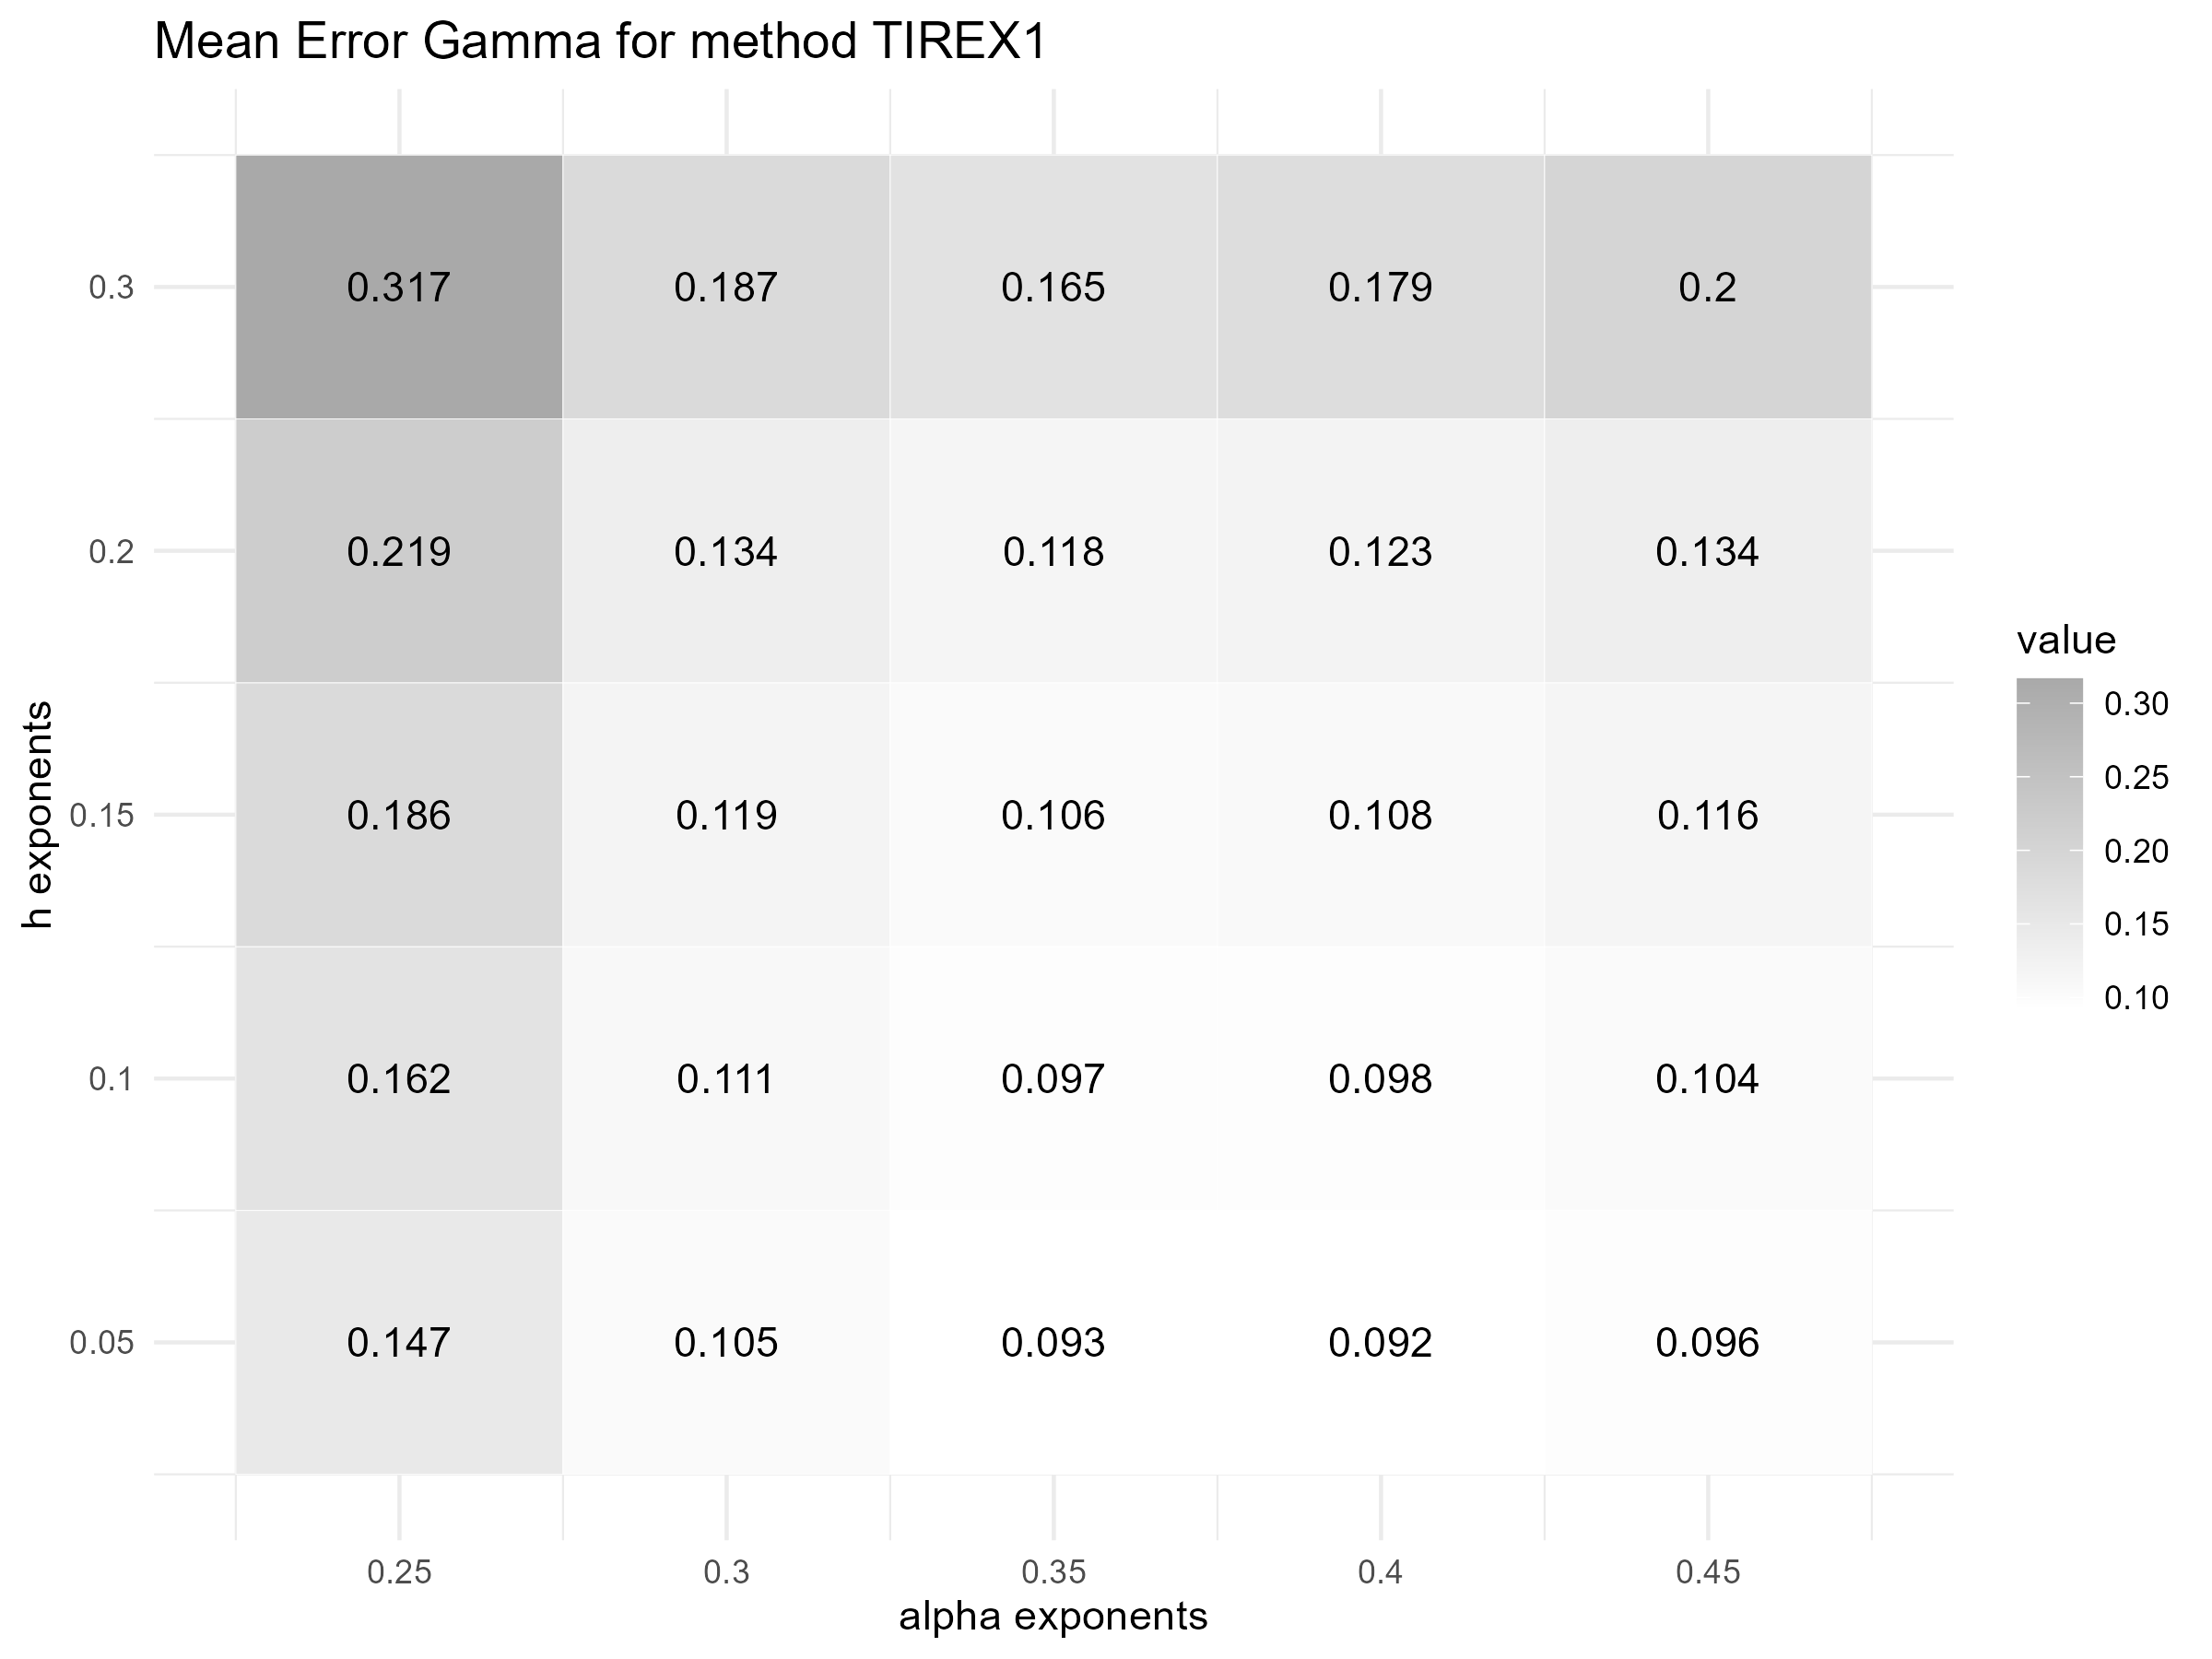 Mean Error Gamma for method TIREX1
h exponents
0.3 0.317 0.187 0.165 0.179 0.2
0.2 0.219 0.134 0.118 0.123 0.134
0.15 0.186 0.119 0.106 0.108 0.116
0.1 0.162 0.111 0.097 0.098 0.104
0.05 0.147 0.105 0.093 0.092 0.096
0.25 0.3 0.35 0.4 0.45
alpha exponents
value
0.30
0.25
0.20
0.15
0.10